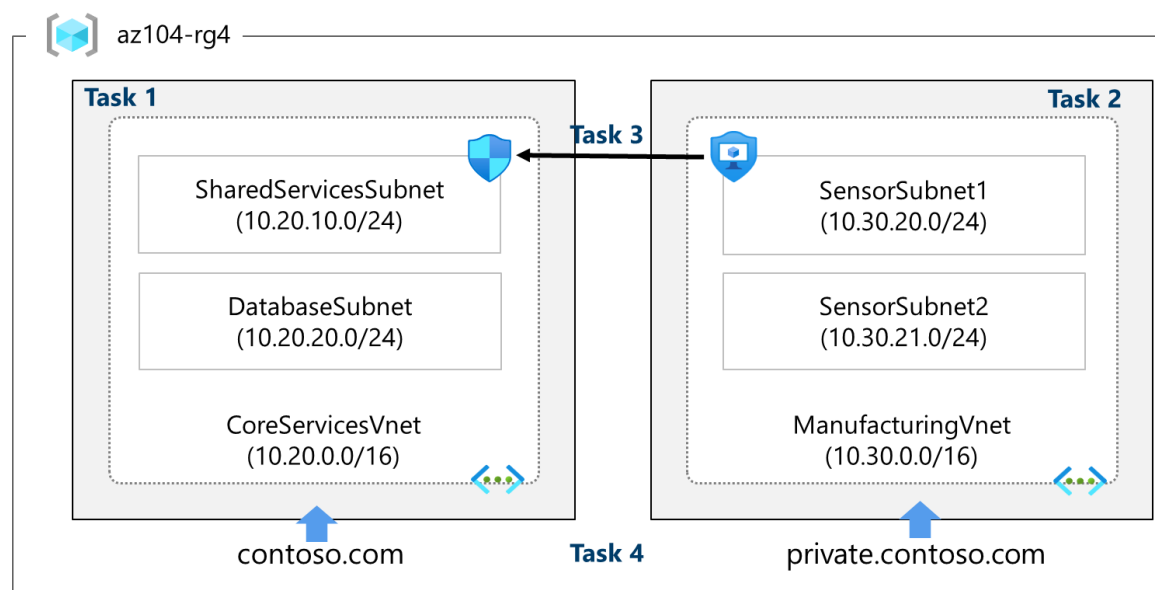 az104-rg4
Task 1
Task 2
Task 3
SharedServicesSubnet
(10.20.10.0/24)
SensorSubnet1
(10.30.20.0/24)
DatabaseSubnet
(10.20.20.0/24)
SensorSubnet2
(10.30.21.0/24)
CoreServicesVnet
(10.20.0.0/16)
ManufacturingVnet
(10.30.0.0/16)
contoso.com
Task 4
private.contoso.com